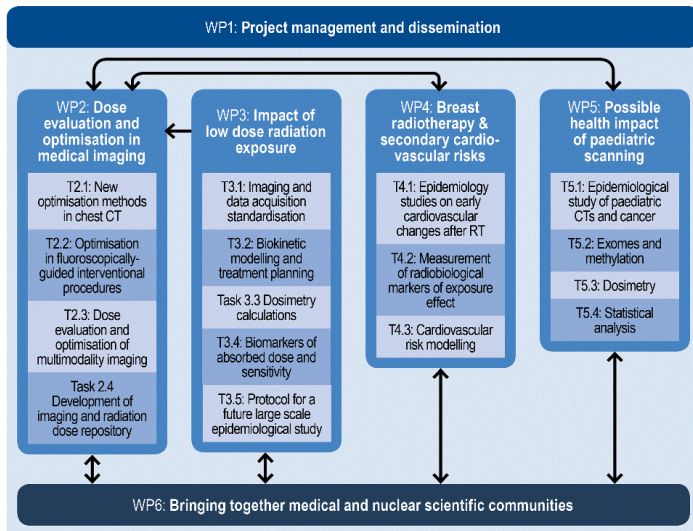 WP1: Project management and dissemination
WP2: Dose
evaluation and
optimisation in
medical imaging
T2.1: New
optimisation methods
in chest CT
T2.2: Optimisation
in fluoroscopically-
guided interventional
procedures
T2.3: Dose
evaluation and
optimisation of
multimodality imaging
Task 2.4
Development of
imaging and radiation
dose repository
WP3: Impact of
low dose radiation
exposure
T3.1: Imaging and
data acquisition
standardisation
T3.2: Biokinetic
modelling and
treatment planning
Task 3.3 Dosimetry
calculations
T3.4: Biomarkers of
absorbed dose and
sensitivity
T3.5: Protocol for a
future large scale
epidemiological study
WP4: Breast
radiotherapy &
secondary cardio-
vascular risks
T4.1: Epidemiology
studies on early
cardiovascular
changes after RT
T4.2: Measurement
of radiobiological
markers of exposure
effect
T4.3: Cardiovascular
risk modelling
WP5: Possible
health impact
of paediatric
scanning
T5.1: Epidemiological
study of paediatric
CTs and cancer
T5.2: Exomes and
methylation
T5.3: Dosimetry
T5.4: Statistical
analysis
WP6: Bringing together medical and nuclear scientific communities